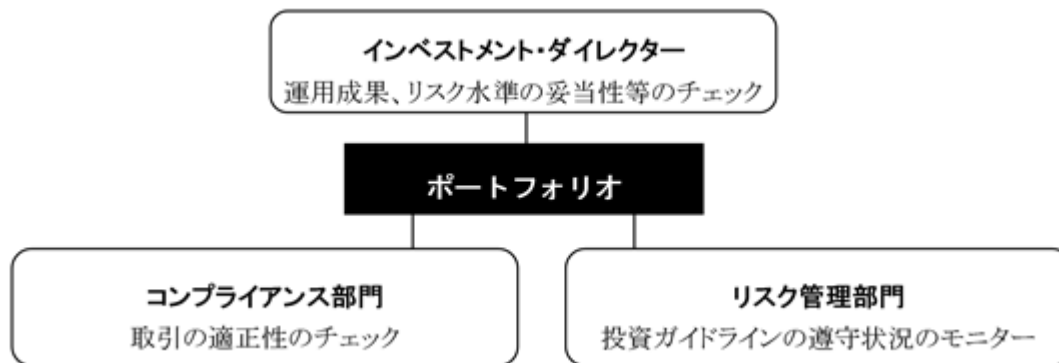 インベストメント・ダイレクター
運用成果、リスク水準の妥当性等のチェック
ポートフォリオ
コンプライアンス部門
取引の適正性のチェック
リスク管理部門
投資ガイドラインの遵守状況のモニター